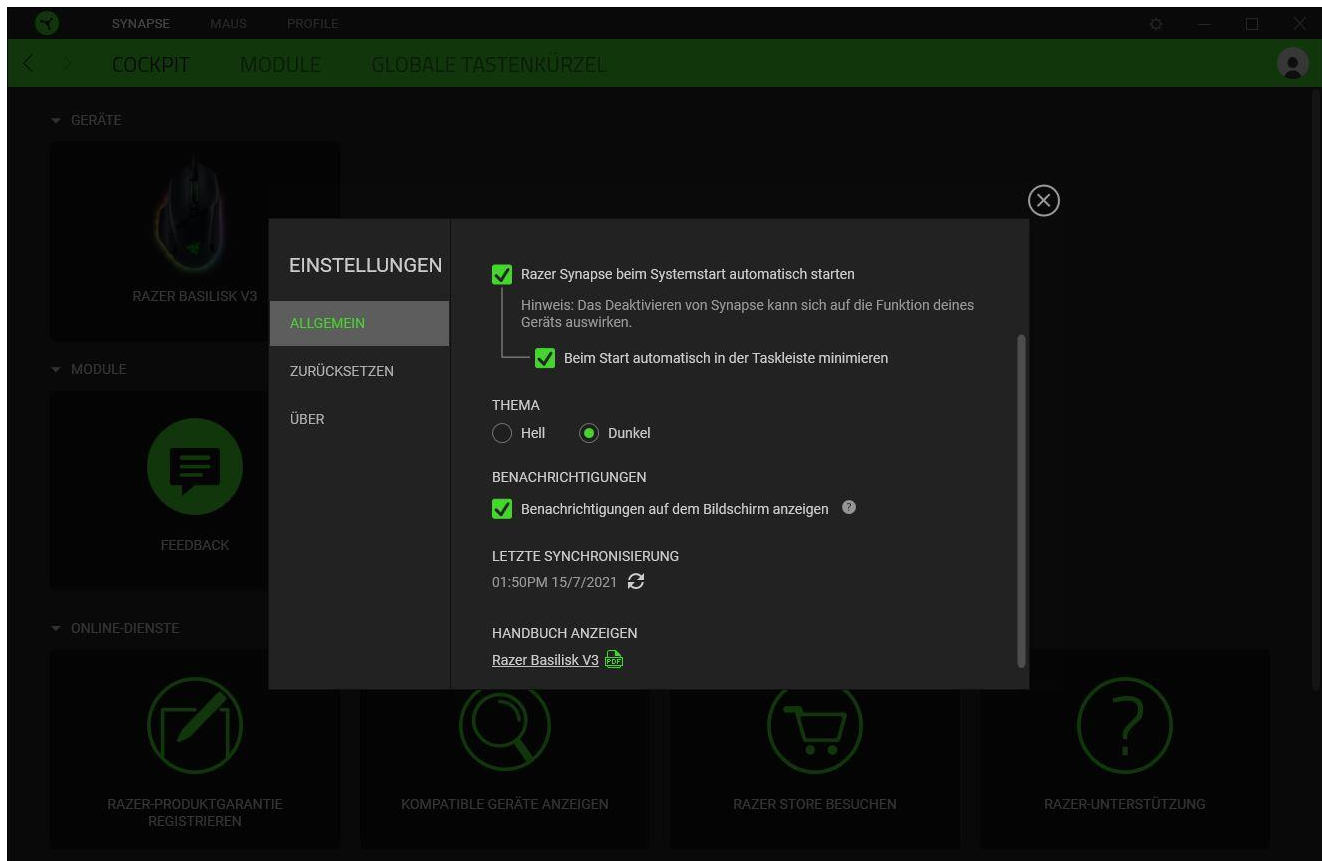 SYNAPSE MAUS PROFILE
COCKPIT MODULE GLOBALE TASTENKÜRZEL
GERÄTE
RAZER BASILISK V3
MODULE
FEEDBACK
ONLINE-DIENSTE
RAZER-PRODUKTGARANTIE
REGISTRIEREN
KOMPATIBLE GERÄTE ANZEIGEN
RAZER STORE BESUCHEN
RAZER-UNTERSTÜTZUNG
EINSTELLUNGEN
ALLGEMEIN
ZURÜCKSETZEN
ÜBER
Razer Synapse beim Systemstart automatisch starten
Hinweis: Das Deaktivieren von Synapse kann sich auf die Funktion deines
Geräts auswirken.
Beim Start automatisch in der Taskleiste minimieren
THEMA
Hell Dunkel
BENACHRICHTIGUNGEN
Benachrichtigungen auf dem Bildschirm anzeigen ?
LETZTE SYNCHRONISIERUNG
01:50PM 15/7/2021
HANDBUCH ANZEIGEN
Razer Basilisk V3 PDF